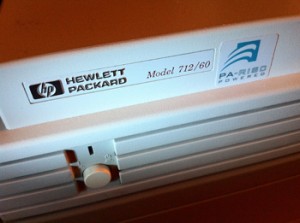 hp HEWLETT
PACKARD
Model 712/60
PA-RISC
POWERED